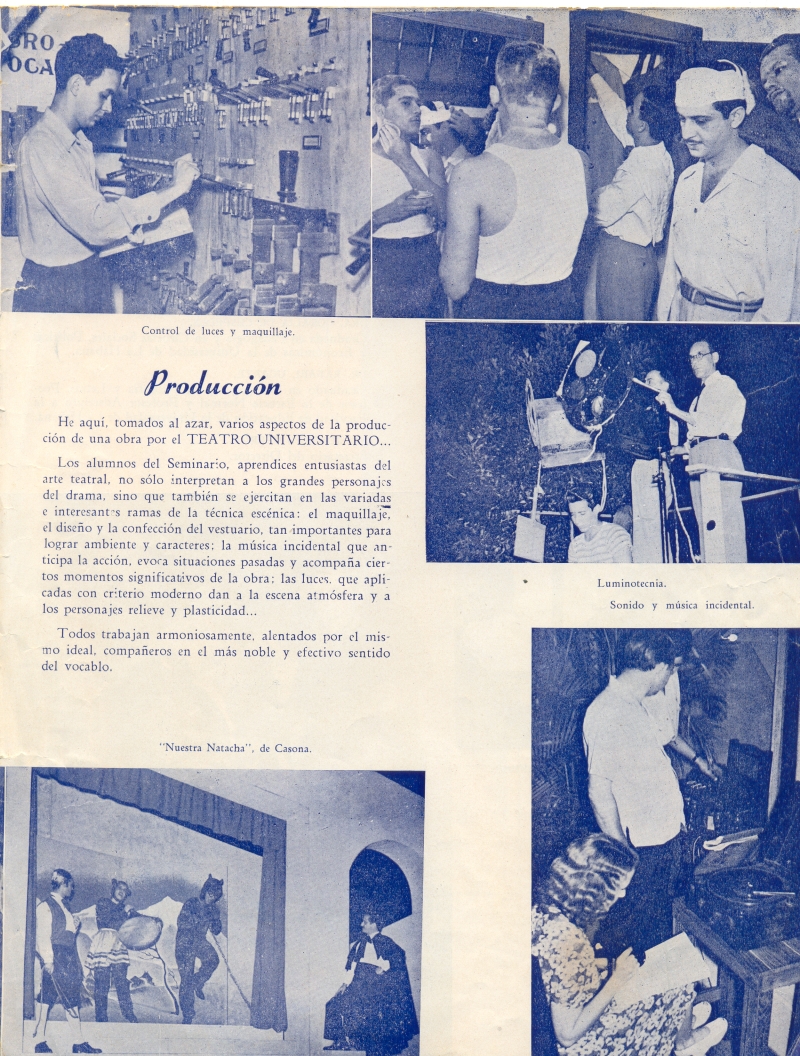 PRO-
OCA
Control de luces y maquillaje.
Producción
He aquí, tomados al azar, varios aspectos de la produc-
ción de una obra por el TEATRO UNIVERSITARIO...
Los alumnos del Seminario, aprendices entusiastas del
arte teatral, no sólo interpretan a los grandes personajes
del drama, sino que también se ejercitan en las variadas
e interesantes ramas de la técnica escénica: el maquillaje,
el diseño y la confección del vestuario, tan importantes para
lograr ambiente y caracteres; la música incidental que an-
ticipa la acción, evoca situaciones pasadas y acompaña cier-
tos momentos significativos de la obra; las luces, que apli-
cadas con criterio moderno dan a la escena atmósfera y a
los personajes relieve y plasticidad...
Todos trabajan armoniosamente, alentados por el mis-
mo ideal, compañeros en el más noble y efectivo sentido
del vocablo.
Luminotecnia.
Sonido y música incidental.
"Nuestra Natacha", de Casona.